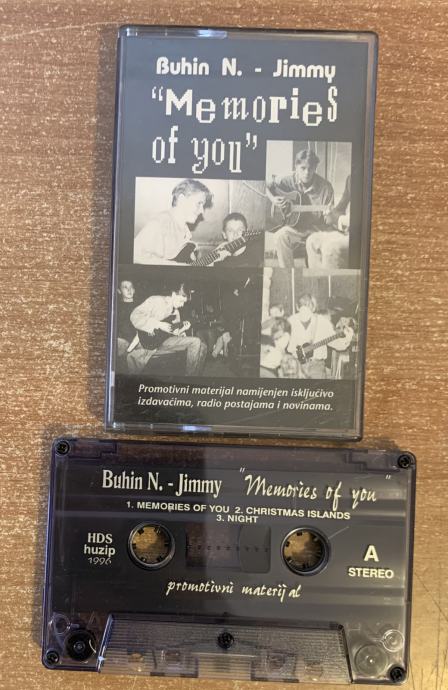 Buhin N. - Jimmy
"Memories
of you"
Promotivni materijal namijenjen isključivo
izdavačima, radio postajama i novinama.
Buhin N. - Jimmy "Memories of you"
1. MEMORIES OF YOU 2. CHRISTMAS ISLANDS
3. NIGHT
HDS
huzip
1996
A
STEREO
promotivni materijal